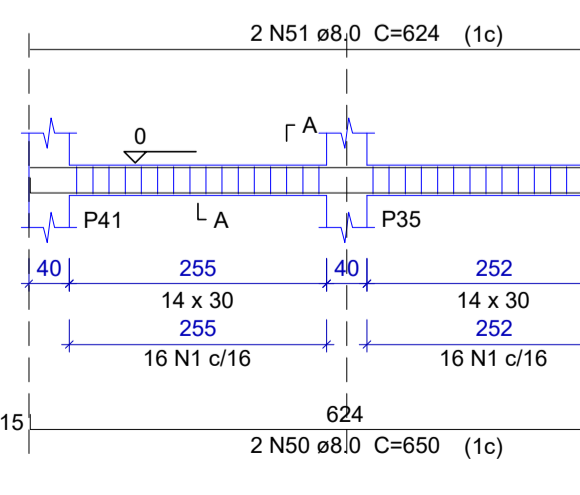 2 N51 ø8.0 C=624 (1c)
0
A
P41
A
P35
40 255 40 252
14 x 30 14 x 30
255 252
16 N1 c/16 16 N1 c/16
15
624
2 N50 ø8.0 C=650 (1c)